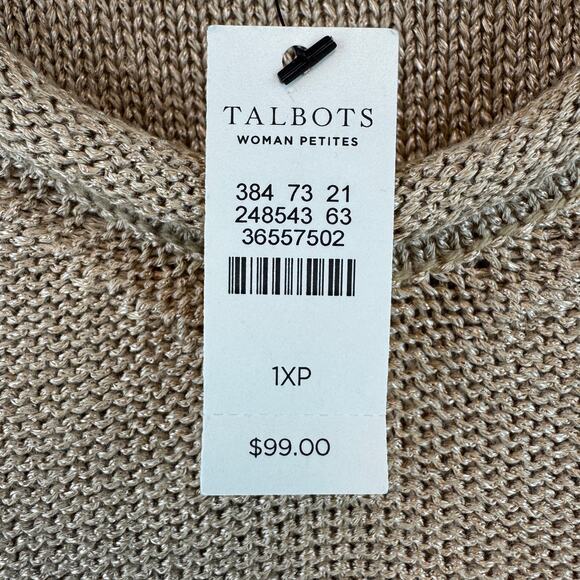 TALBOTS
WOMAN PETITES
384 73 21
248543 63
36557502
1XP
$99.00